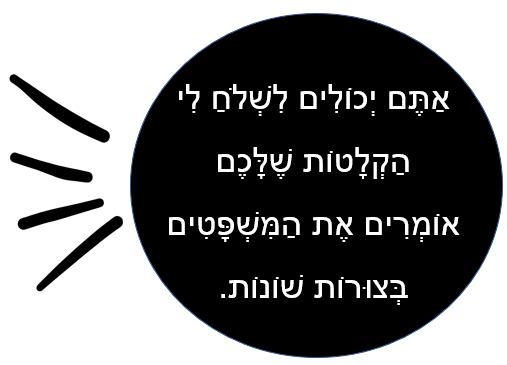 אַתֶּם יְכוֹלִים לִשְׁלֹחַ לִי
הַקְלָטוֹת שֶׁלָּכֶם
אוֹמְרִים אֶת הַמִּשְׁפָּטִים
בְּצוּרוֹת שׁוֹנוֹת.